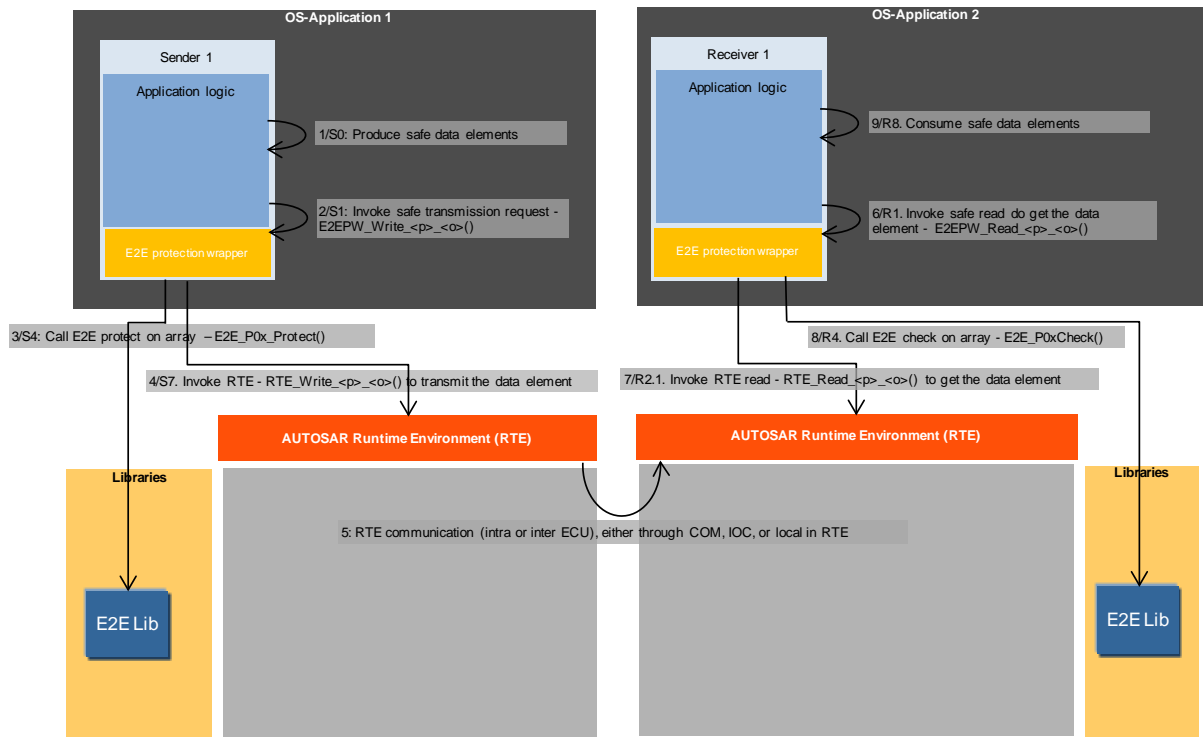 OS-Application 1
Sender 1
Application logic
1/S0: Produce safe data elements
2/S1: Invoke safe transmission request -
E2EPW_Write_<p>_<o>()
E2E protection wrapper
3/S4: Call E2E protect on array – E2E_P0x_Protect()
4/S7. Invoke RTE - RTE_Write_<p>_<o>() to transmit the data element
AUTOSAR Runtime Environment (RTE)
Libraries
E2E Lib
5: RTE communication (intra or inter ECU), either through COM, IOC, or local in RTE
OS-Application 2
Receiver 1
Application logic
9/R8. Consume safe data elements
6/R1. Invoke safe read do get the data
element - E2EPW_Read_<p>_<o>()
E2E protection wrapper
8/R4. Call E2E check on array - E2E_P0xCheck()
7/R2.1. Invoke RTE read - RTE_Read_<p>_<o>() to get the data element
AUTOSAR Runtime Environment (RTE)
Libraries
E2E Lib